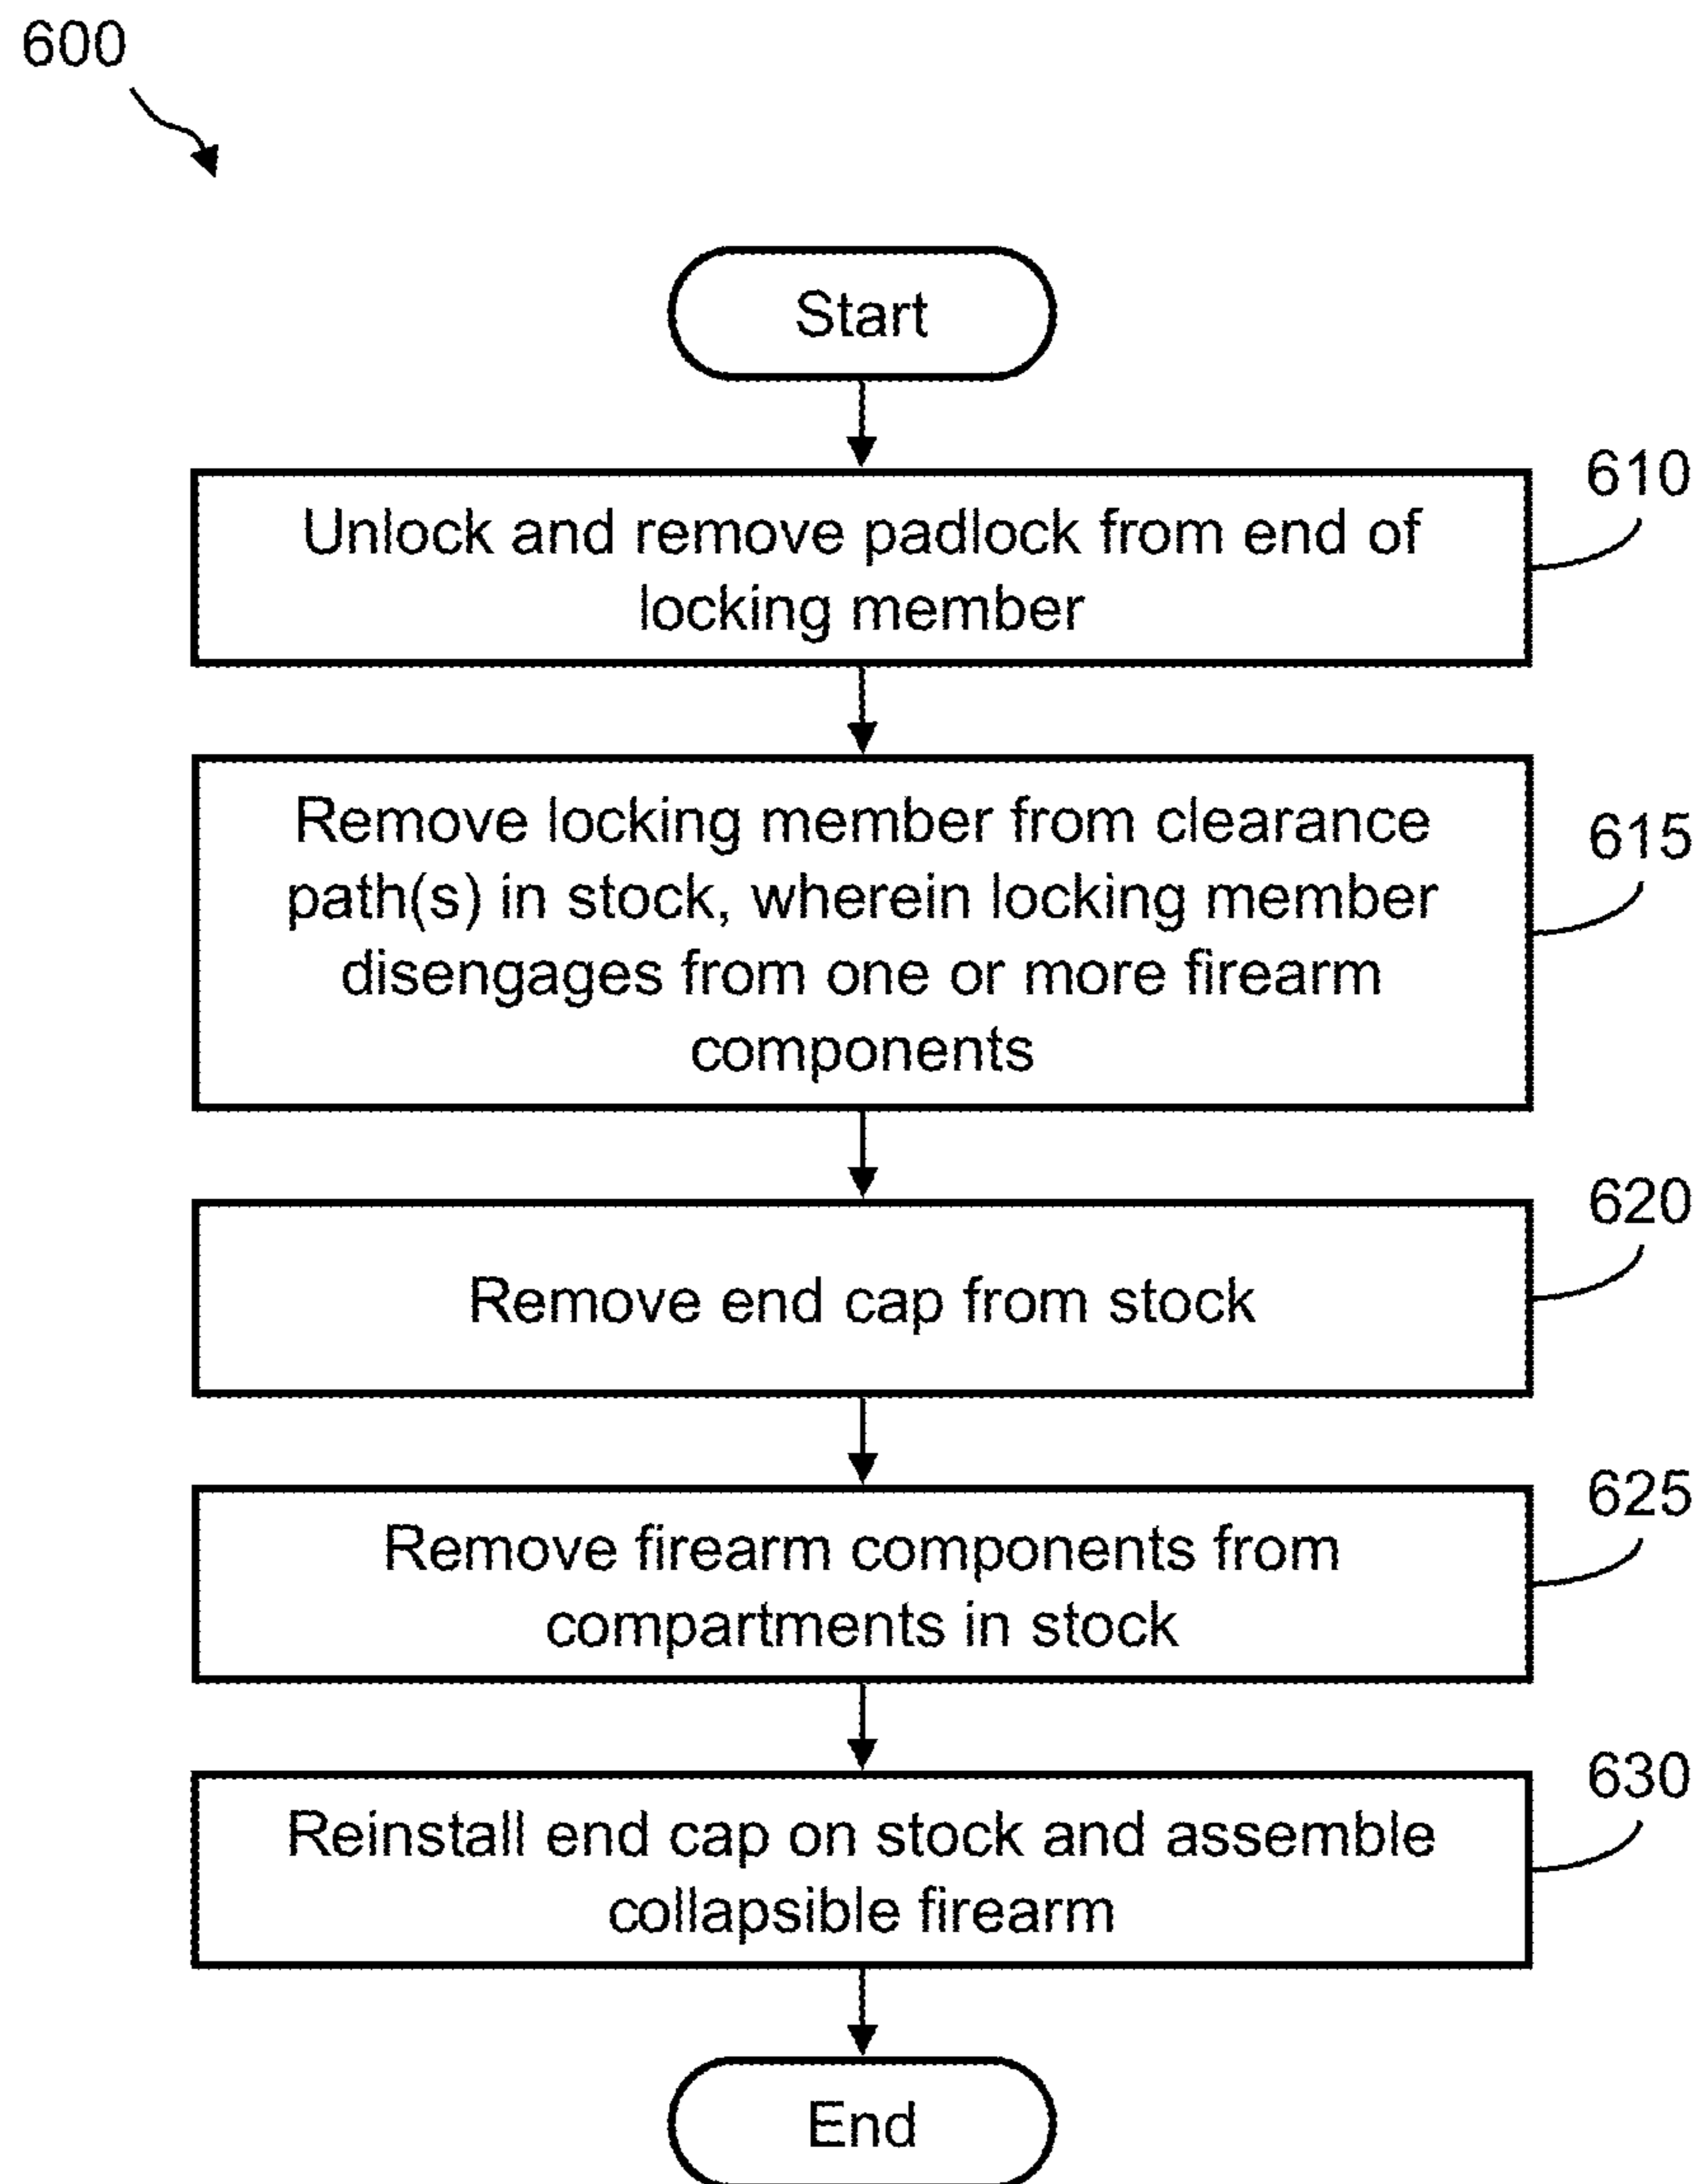 600
Start
610
Unlock and remove padlock from end of
locking member
615
Remove locking member from clearance
path(s) in stock, wherein locking member
disengages from one or more firearm
components
620
Remove end cap from stock
625
Remove firearm components from
compartments in stock
630
Reinstall end cap on stock and assemble
collapsible firearm
End